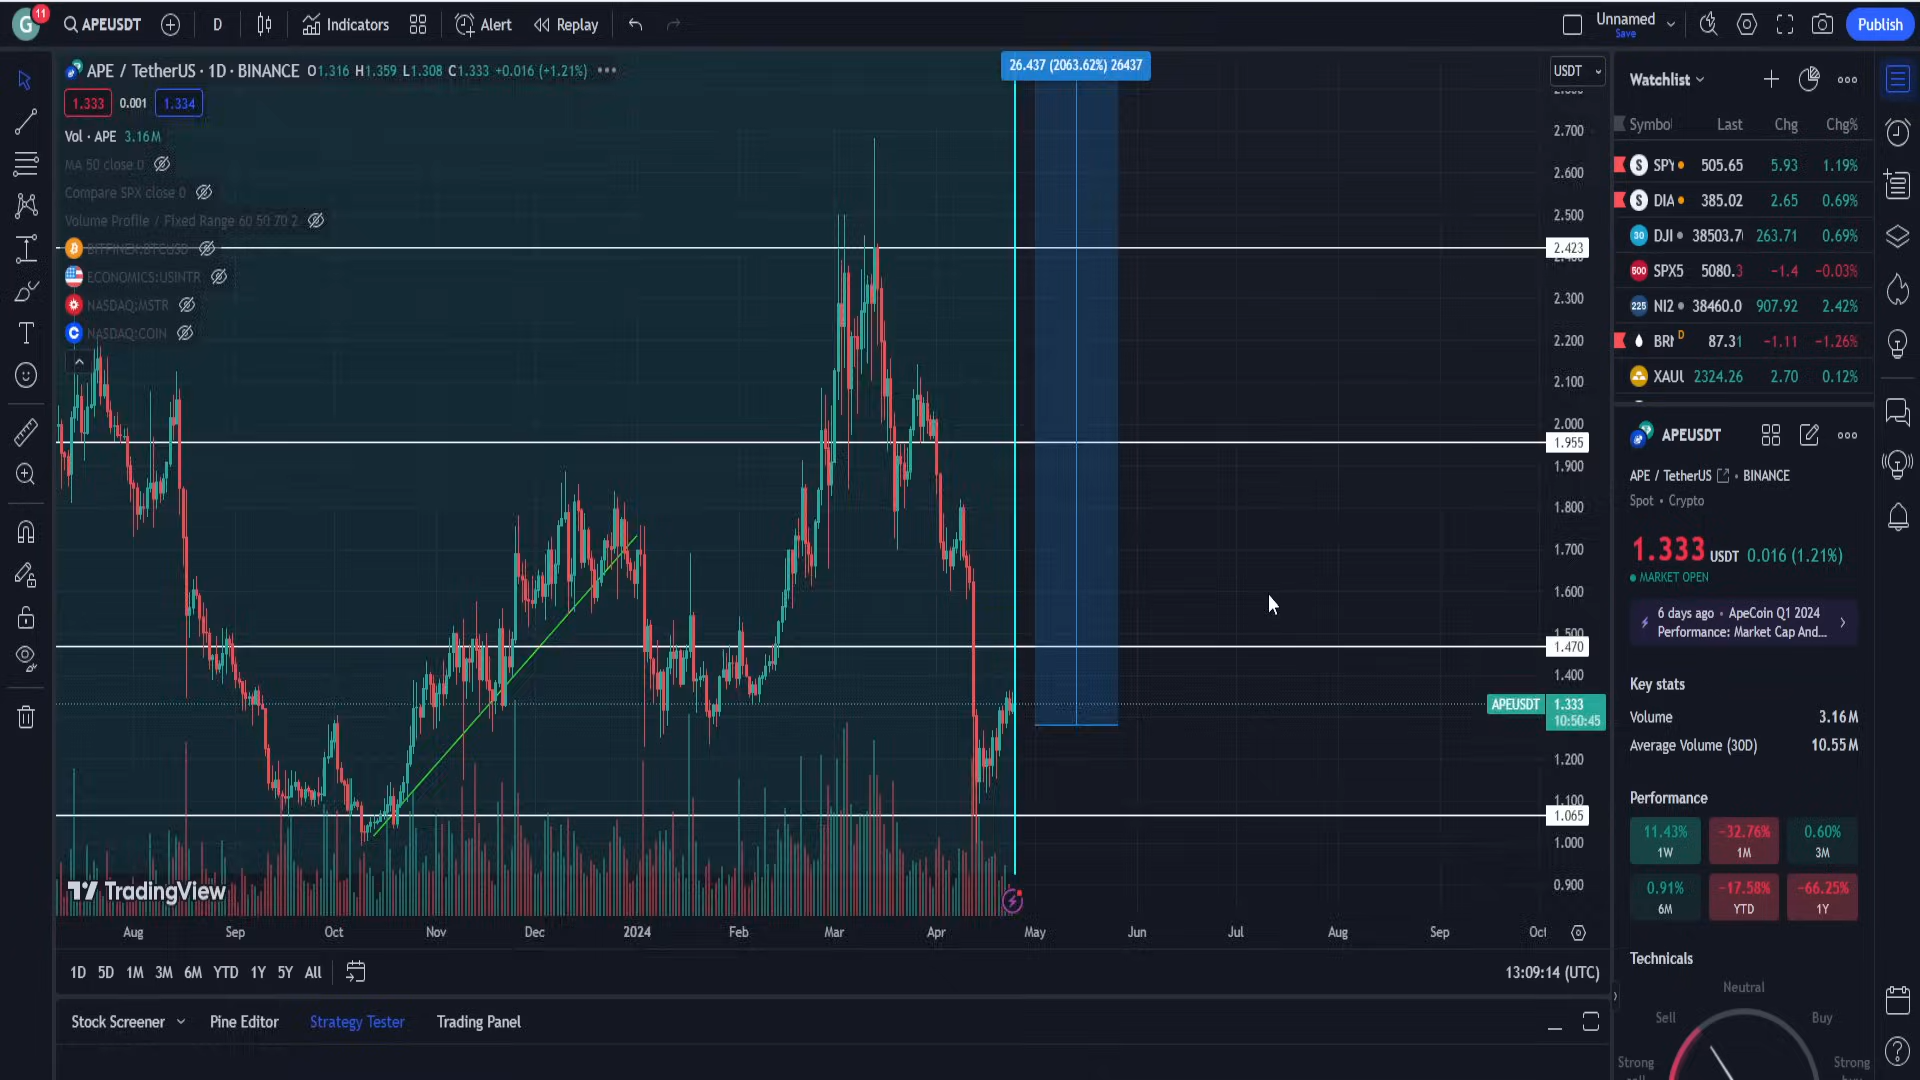 G 11 APEUSDT D Indicators Alert Replay Unnamed Save Publish
APE / TetherUS · 1D · BINANCE O1.316 H1.359 L1.308 C1.333 +0.016 (+1.21%)
1.333 0.001 1.334
Vol · APE 3.16M
MA 50 close 0
Compare SPX close 0
Volume Profile / Fixed Range 60 50 70 2
BITFINEX:BTCUSD
ECONOMICS:USINTR
NASDAQ:MSTR
NASDAQ:COIN
26.437 (2063.62%) 26437
USDT
2.700
2.600
2.500
2.423
2.300
2.200
2.100
2.000
1.955
1.900
1.800
1.700
1.600
1.500
1.470
1.400
APEUSDT 1.333
10:50:45
1.200
1.100
1.065
1.000
0.900
TradingView
Aug Sep Oct Nov Dec 2024 Feb Mar Apr May Jun Jul Aug Sep Oct
1D 5D 1M 3M 6M YTD 1Y 5Y All 13:09:14 (UTC)
Stock Screener Pine Editor Strategy Tester Trading Panel
Watchlist
Symbol Last Chg Chg%
S SPY 505.65 5.93 1.19%
S DIA 385.02 2.65 0.69%
30 DJI 38503.7 263.71 0.69%
500 SPX5 5080.3 −1.4 −0.03%
225 NI2 38460.0 907.92 2.42%
BRN D 87.31 −1.11 −1.26%
XAU 2324.26 2.70 0.12%
APEUSDT
APE / TetherUS • BINANCE
Spot • Crypto
1.333 USDT 0.016 (1.21%)
MARKET OPEN
6 days ago • ApeCoin Q1 2024
Performance: Market Cap And...
Key stats
Volume 3.16M
Average Volume (30D) 10.55M
Performance
11.43% −32.76% 0.60%
1W 1M 3M
0.91% −17.58% −66.25%
6M YTD 1Y
Technicals
Neutral
Sell Buy
Strong Strong